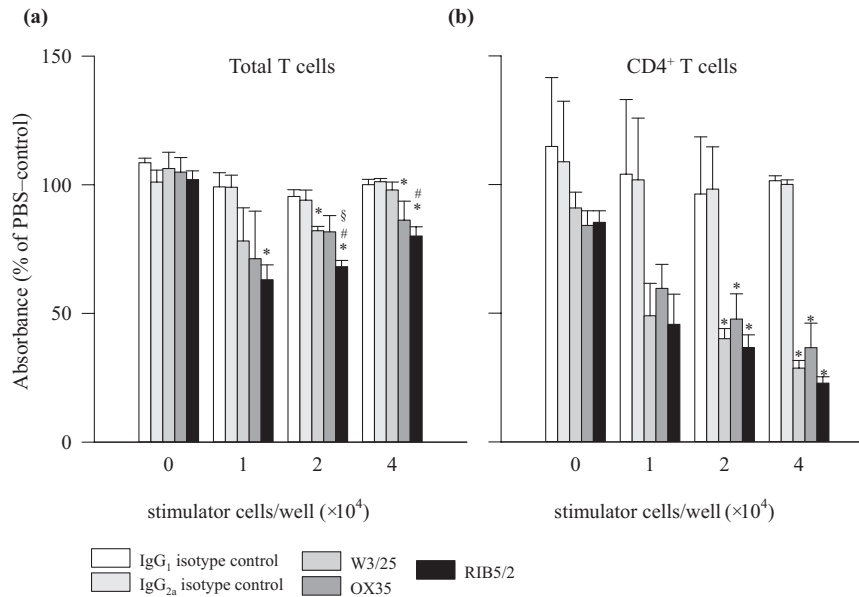 (a)
(b)
Total T cells
CD4⁺ T cells
Absorbance (% of PBS–control)
150
100
50
0
*
*
§
#
*
*
#
*
*
*
*
*
*
*
0 1 2 4
0 1 2 4
stimulator cells/well (×10⁴)
stimulator cells/well (×10⁴)
IgG₁ isotype control
IgG₂ₐ isotype control
W3/25
OX35
RIB5/2